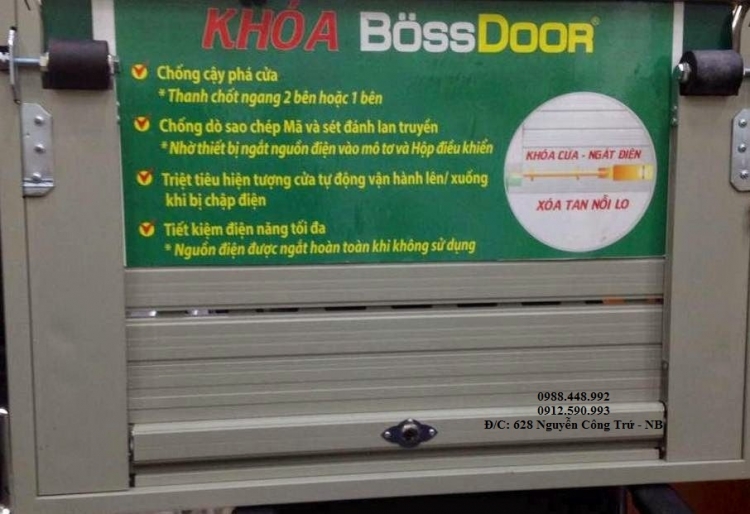 KHÓA BössDoor®
Chống cậy phá cửa
* Thanh chốt ngang 2 bên hoặc 1 bên
Chống dò sao chép Mã và sét đánh lan truyền
* Nhờ thiết bị ngắt nguồn điện vào mô tơ và Hộp điều khiển
Triệt tiêu hiện tượng cửa tự động vận hành lên/ xuống
khi bị chập điện
Tiết kiệm điện năng tối đa
* Nguồn điện được ngắt hoàn toàn khi không sử dụng
KHÓA CỬA - NGẮT ĐIỆN
XÓA TAN NỖI LO
0988.448.992
0912.590.993
Đ/C: 628 Nguyễn Công Trứ - NB